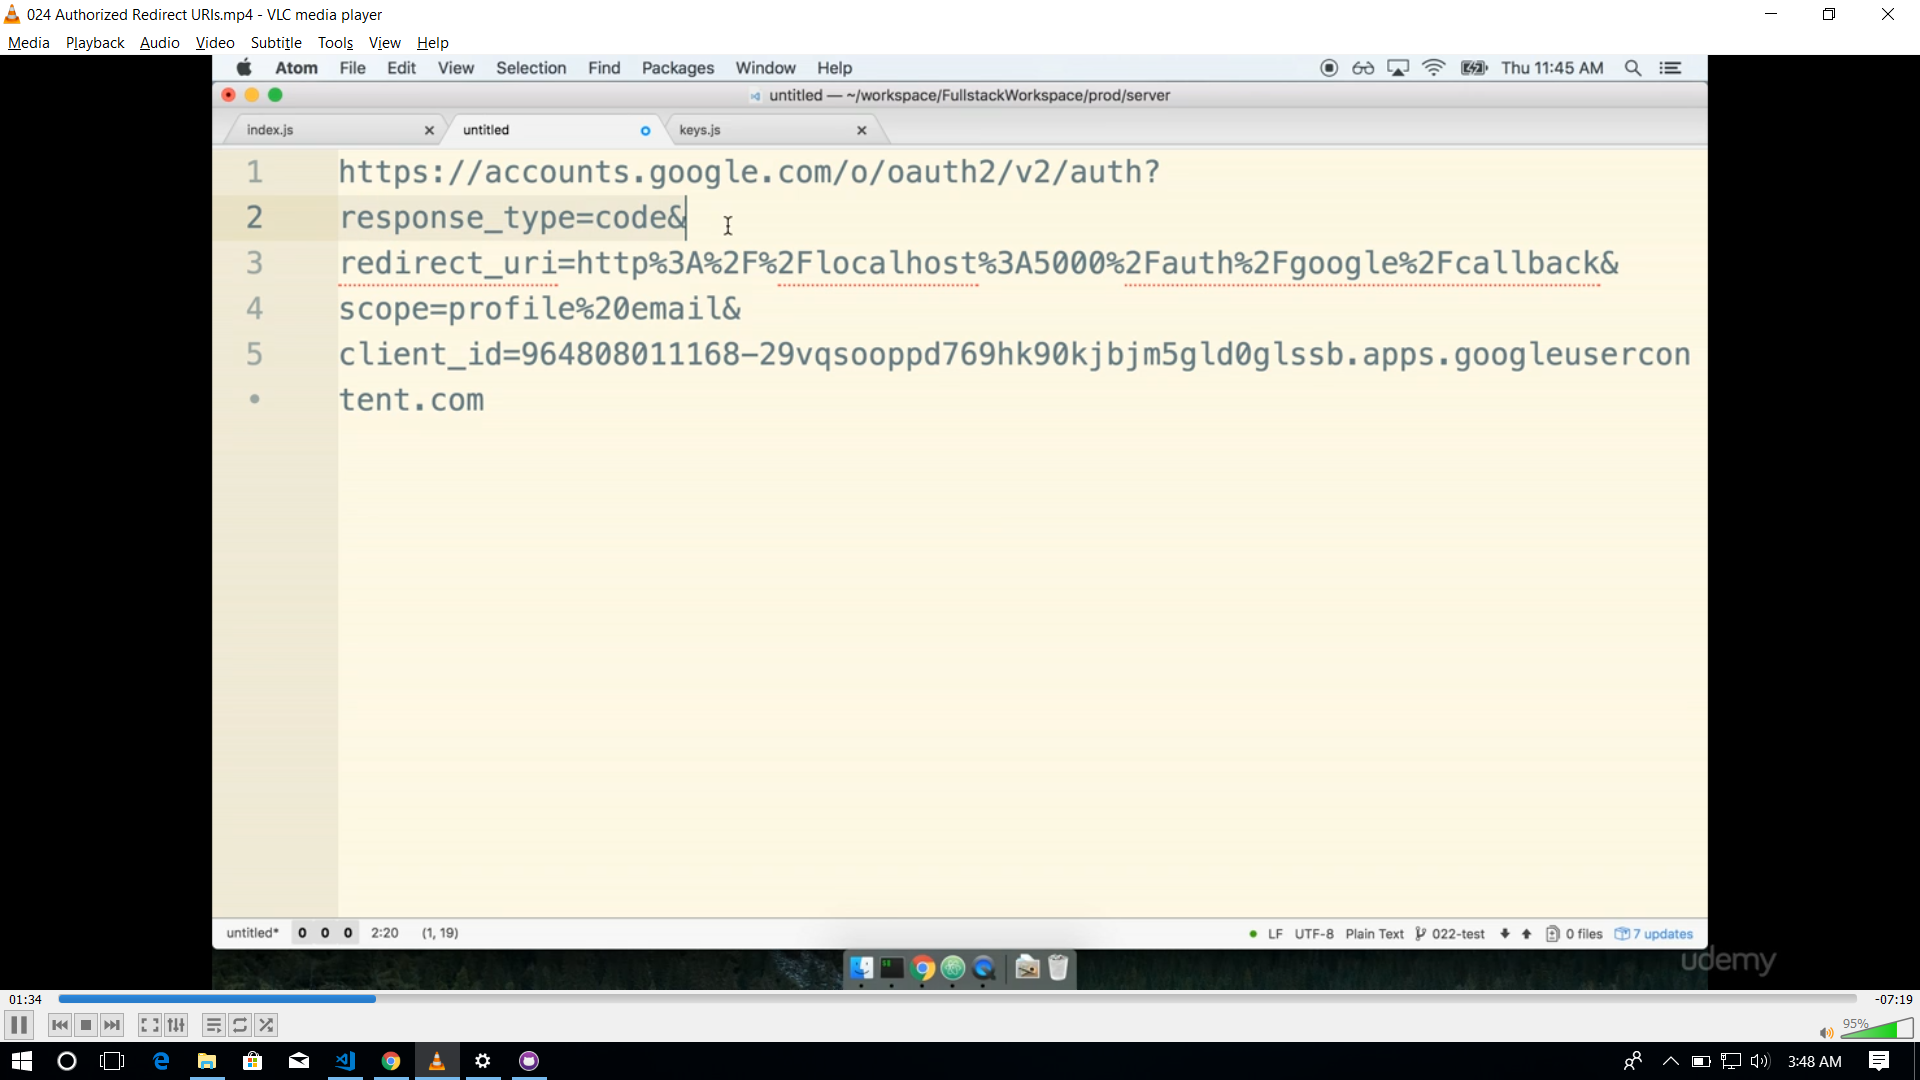 024 Authorized Redirect URIs.mp4 - VLC media player
Media Playback Audio Video Subtitle Tools View Help
Atom File Edit View Selection Find Packages Window Help Thu 11:45 AM
untitled — ~/workspace/FullstackWorkspace/prod/server
index.js untitled keys.js
1 https://accounts.google.com/o/oauth2/v2/auth?
2 response_type=code&
3 redirect_uri=http%3A%2F%2Flocalhost%3A5000%2Fauth%2Fgoogle%2Fcallback&
4 scope=profile%20email&
5 client_id=964808011168-29vqsooppd769hk90kjbjm5gld0glssb.apps.googleusercon
• tent.com
untitled* 0 0 0 2:20 (1, 19) LF UTF-8 Plain Text 022-test 0 files 7 updates
udemy
01:34 -07:19
95%
3:48 AM